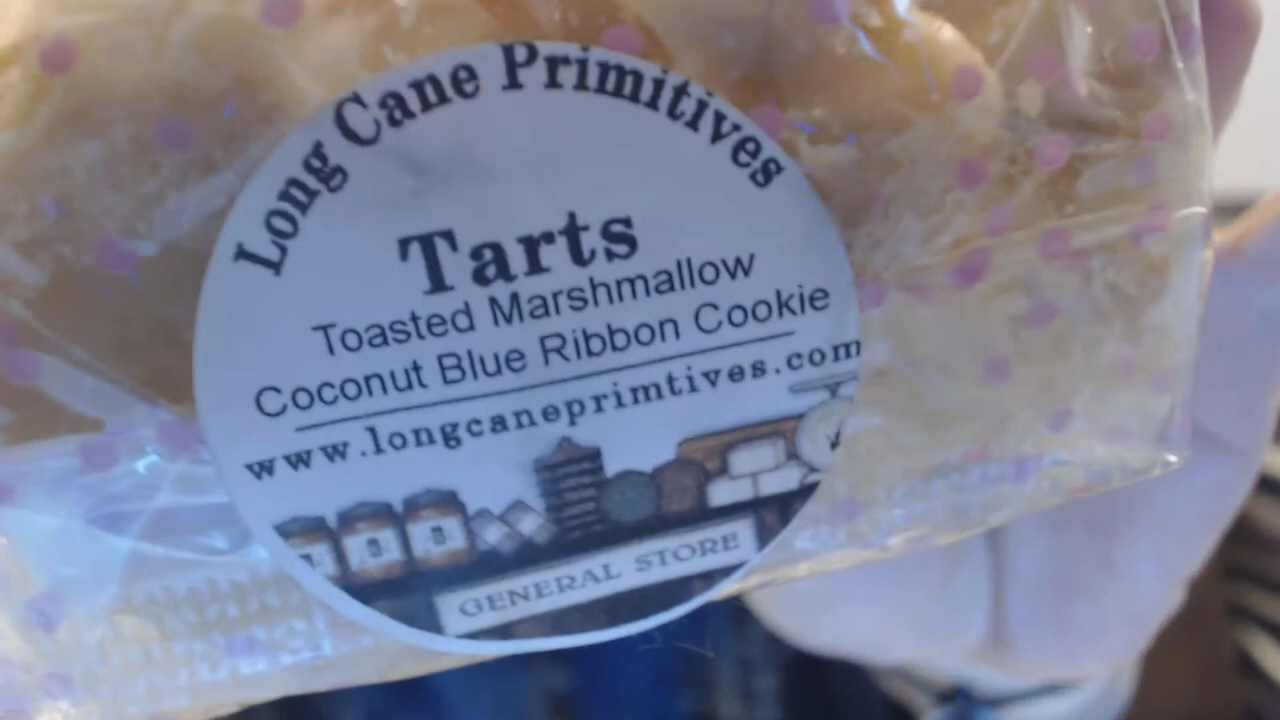 Long Cane Primitives
Tarts
Toasted Marshmallow
Coconut Blue Ribbon Cookie
www.longcaneprimtives.com
GENERAL STORE